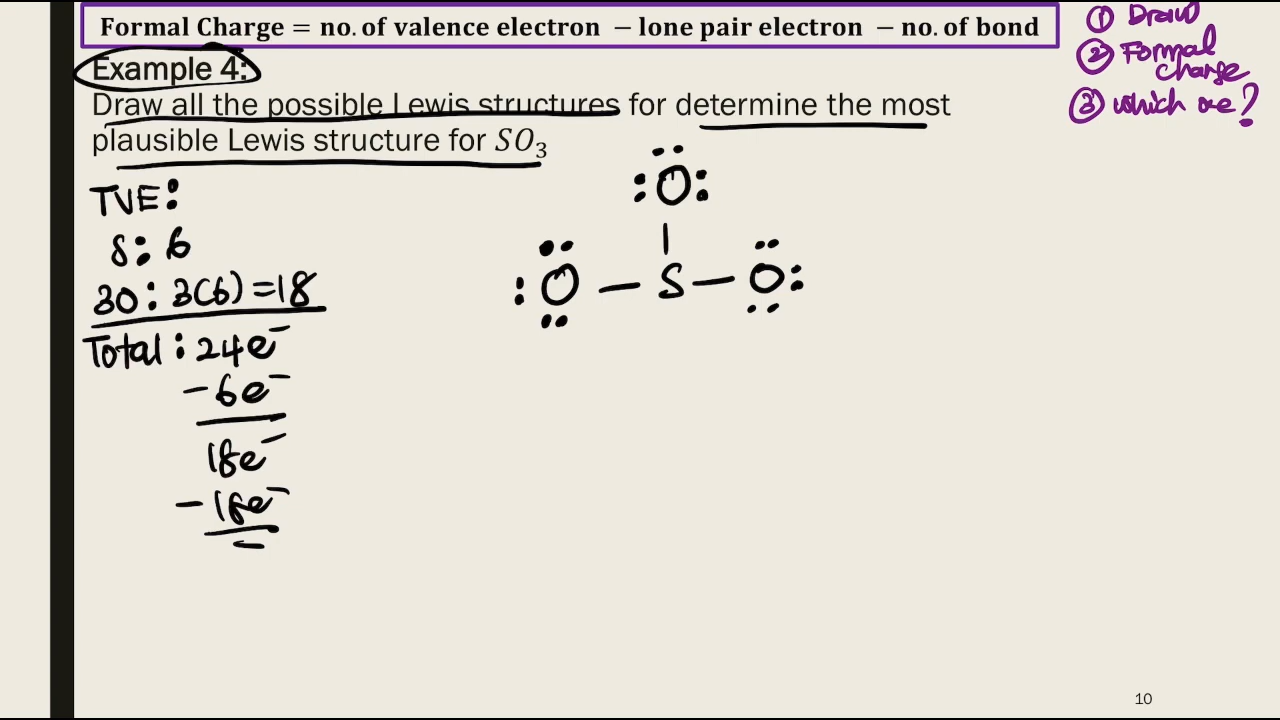 Formal Charge = no. of valence electron − lone pair electron − no. of bond
① Draw
② Formal charge
③ which one?
Example 4:
Draw all the possible Lewis structures for determine the most
plausible Lewis structure for SO₃
TVE:
S: 6
3O: 3(6) = 18
Total: 24e⁻
−6e⁻
18e⁻
−18e⁻
O
O — S — O
10